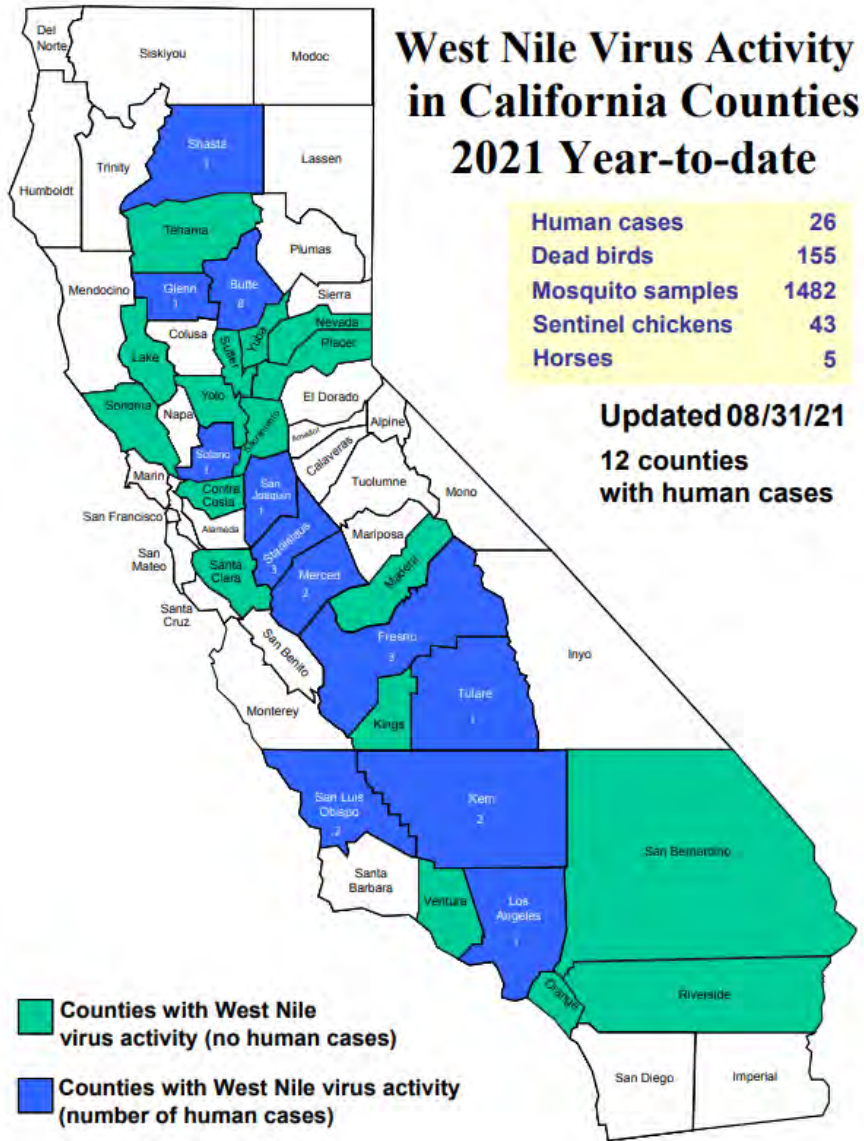 West Nile Virus Activity
in California Counties
2021 Year-to-date
Human cases 26
Dead birds 155
Mosquito samples 1482
Sentinel chickens 43
Horses 5
Updated 08/31/21
12 counties
with human cases
Del
Norte
Siskiyou
Modoc
Shasta
1
Trinity
Lassen
Humboldt
Tehama
Plumas
Mendocino
Glenn
1
Butte
8
Sierra
Colusa
Nevada
Placer
Yuba
Sutter
Lake
Sonoma
Napa
Yolo
El Dorado
Sacramento
Amador
Alpine
Solano
1
Calaveras
Marin
Contra
Costa
San
Joaquin
1
Tuolumne
Mono
San Francisco
Alameda
Stanislaus
3
Mariposa
San
Mateo
Santa
Clara
Merced
2
Madera
Santa
Cruz
San Benito
Fresno
3
Inyo
Monterey
Kings
Tulare
1
San Luis
Obispo
2
Kern
2
San Bernardino
Santa
Barbara
Ventura
Los
Angeles
1
Orange
Riverside
San Diego
Imperial
Counties with West Nile
virus activity (no human cases)
Counties with West Nile virus activity
(number of human cases)